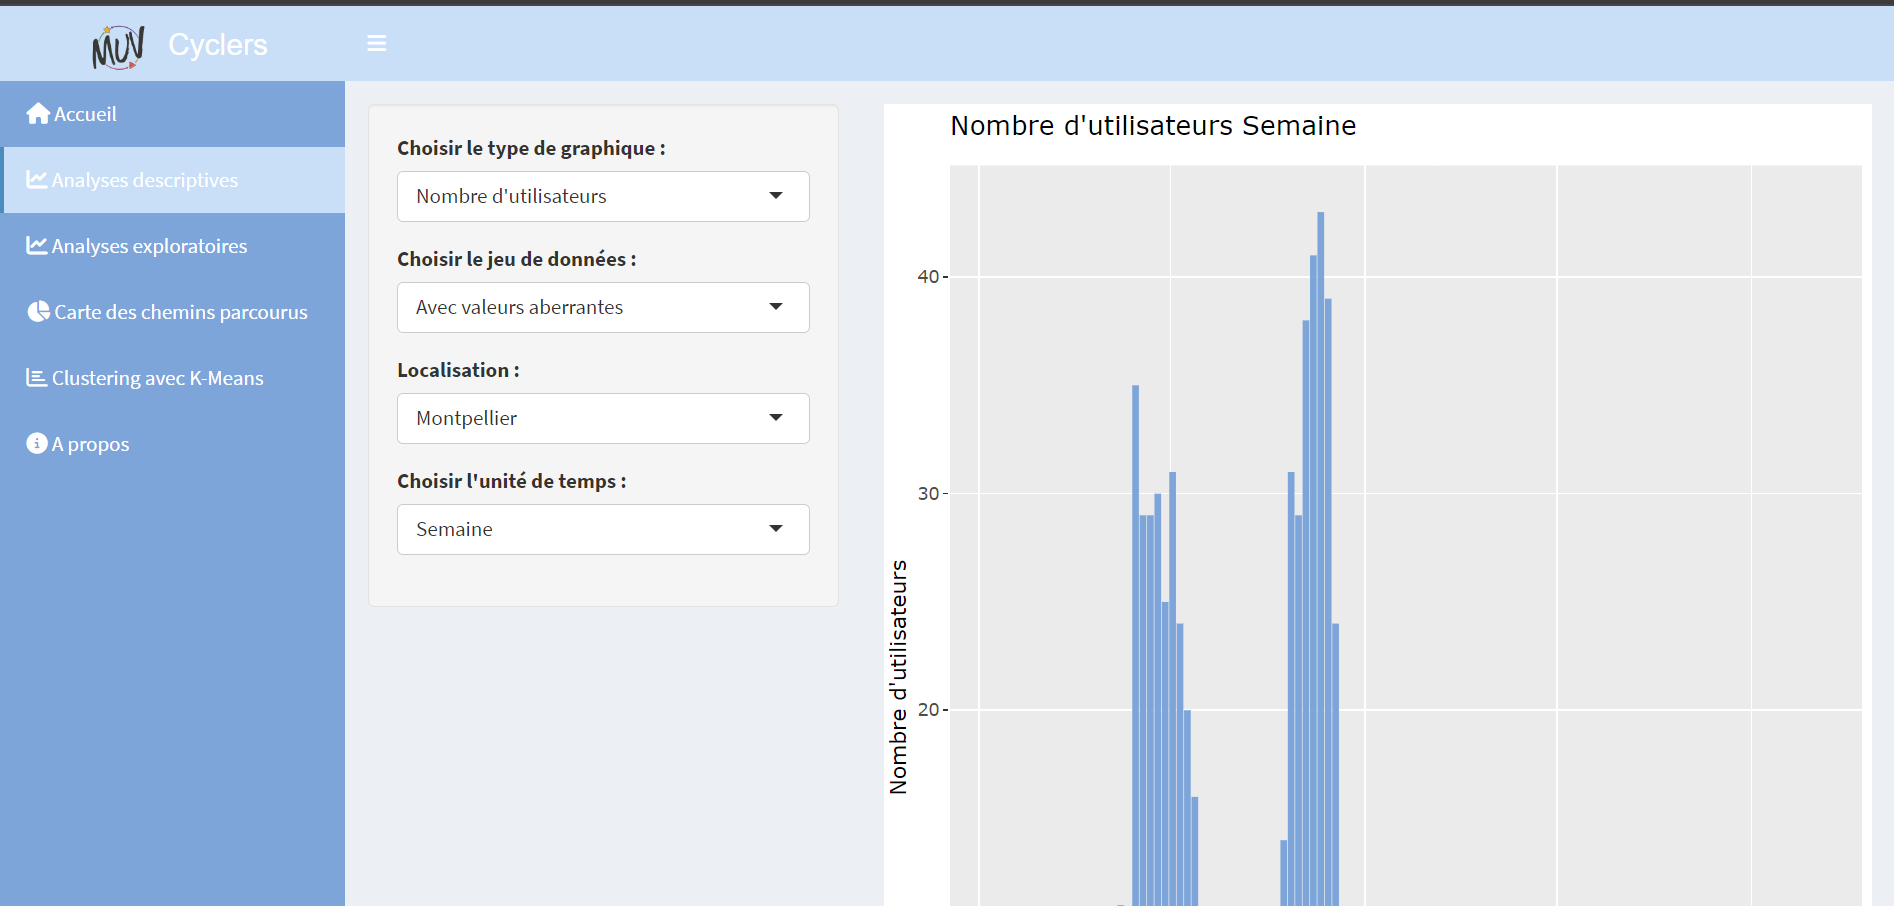 MUV Cyclers
Accueil
Analyses descriptives
Analyses exploratoires
Carte des chemins parcourus
Clustering avec K-Means
A propos
Choisir le type de graphique :
Nombre d'utilisateurs
Choisir le jeu de données :
Avec valeurs aberrantes
Localisation :
Montpellier
Choisir l'unité de temps :
Semaine
Nombre d'utilisateurs Semaine
40
30
20
Nombre d'utilisateurs